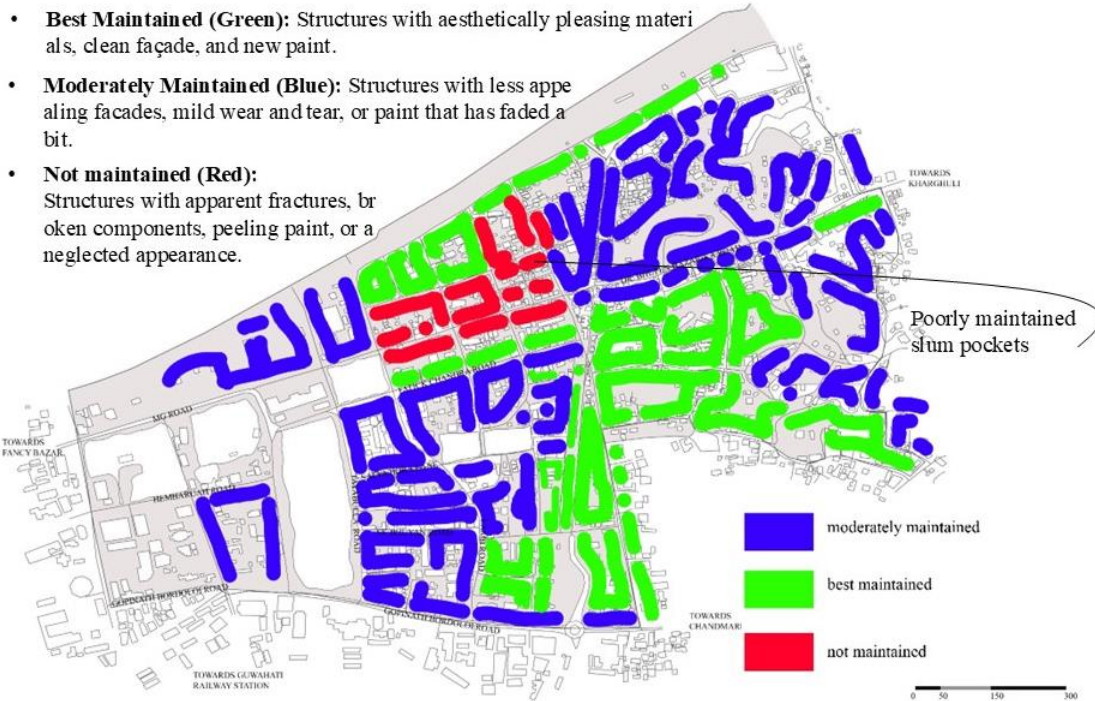 • Best Maintained (Green): Structures with aesthetically pleasing materi
als, clean façade, and new paint.
• Moderately Maintained (Blue): Structures with less appe
aling facades, mild wear and tear, or paint that has faded a
bit.
• Not maintained (Red):
Structures with apparent fractures, br
oken components, peeling paint, or a
neglected appearance.
TOWARDS
KHARGHULI
Poorly maintained
slum pockets
MG ROAD
TOWARDS
FANCY BAZAR
HEMBARUAH ROAD
GOPINATH BORDOLOI ROAD
GOPINATH BORDOLOI ROAD
TOWARDS
CHANDMARI
TOWARDS GUWAHATI
RAILWAY STATION
moderately maintained
best maintained
not maintained
0 50 150 300